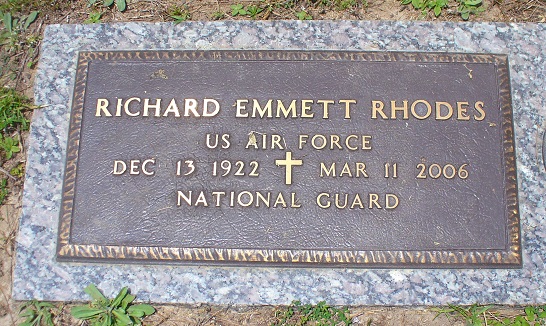 RICHARD EMMETT RHODES
US AIR FORCE
DEC 13 1922 MAR 11 2006
NATIONAL GUARD